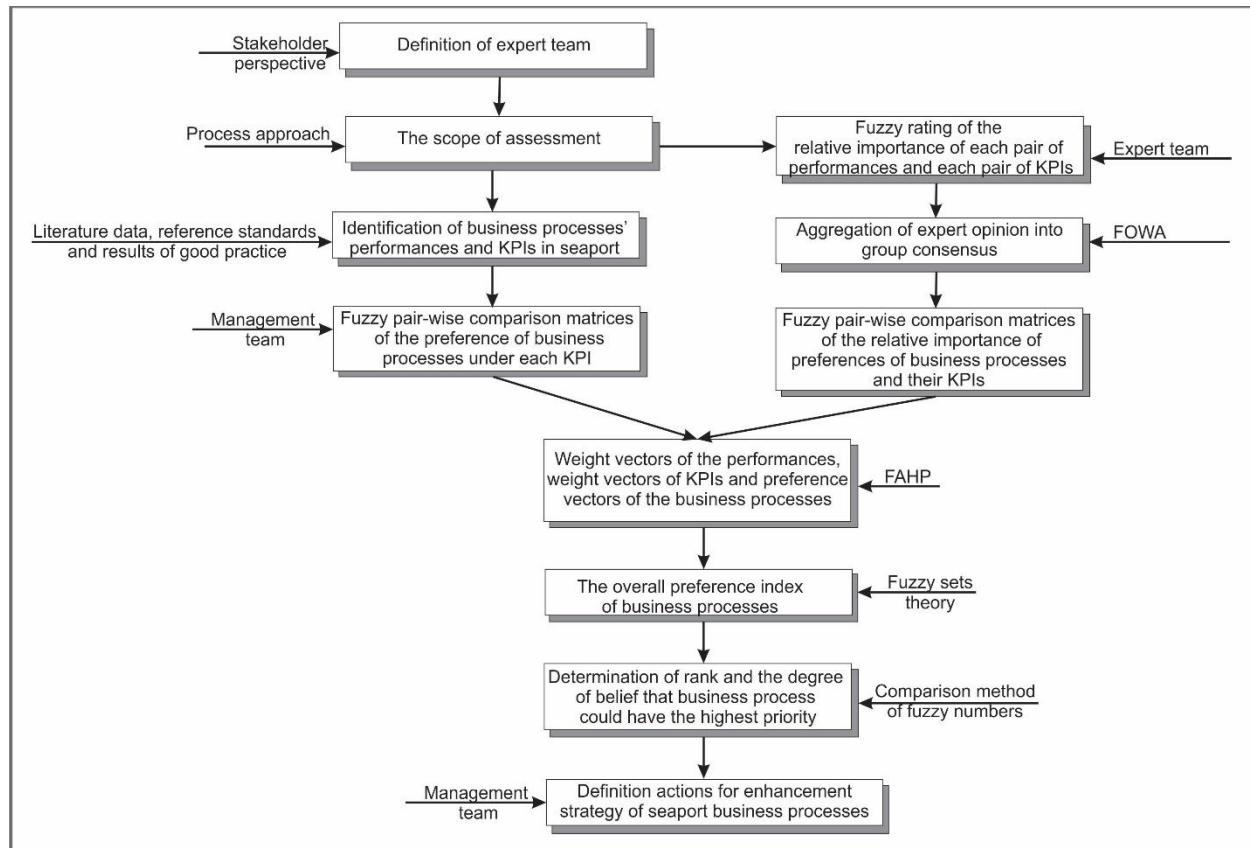 Stakeholder
perspective
Definition of expert team
Process approach
The scope of assessment
Fuzzy rating of the
relative importance of each pair of
performances and each pair of KPIs
Expert team
Literature data, reference standards
and results of good practice
Identification of business processes’
performances and KPIs in seaport
Aggregation of expert opinion into
group consensus
FOWA
Management
team
Fuzzy pair-wise comparison matrices
of the preference of business
processes under each KPI
Fuzzy pair-wise comparison matrices
of the relative importance of
preferences of business processes
and their KPIs
Weight vectors of the performances,
weight vectors of KPIs and preference
vectors of the business processes
FAHP
The overall preference index
of business processes
Fuzzy sets
theory
Determination of rank and the degree
of belief that business process
could have the highest priority
Comparison method
of fuzzy numbers
Management
team
Definition actions for enhancement
strategy of seaport business processes